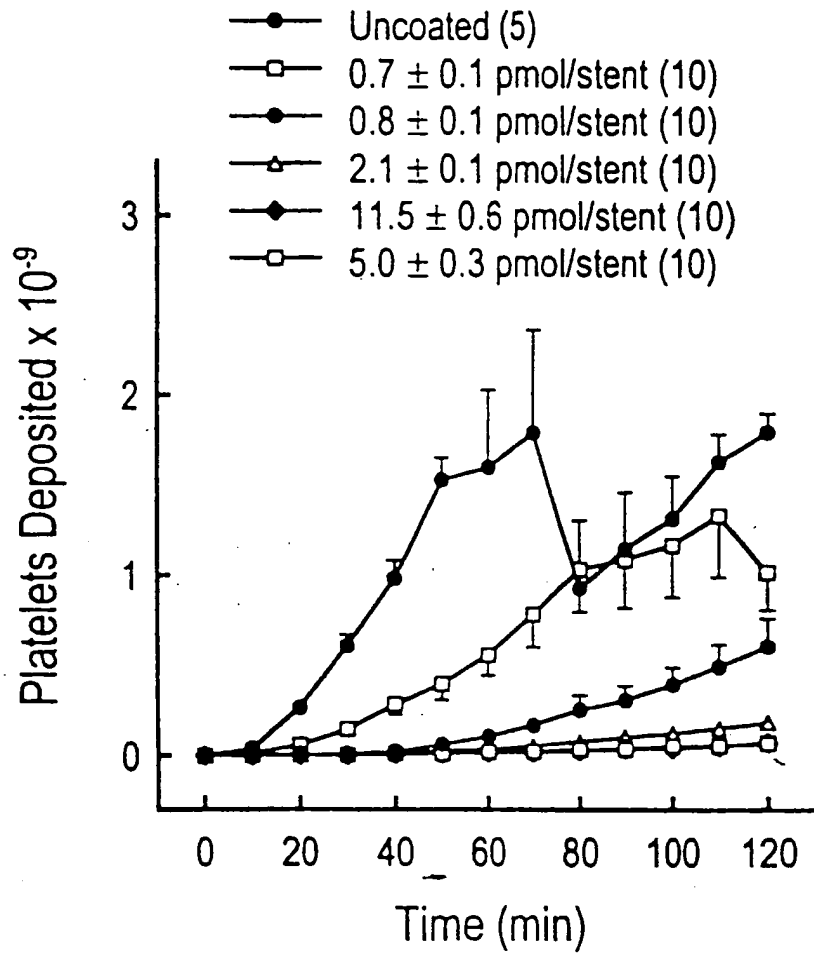 Uncoated (5)
0.7 ± 0.1 pmol/stent (10)
0.8 ± 0.1 pmol/stent (10)
2.1 ± 0.1 pmol/stent (10)
11.5 ± 0.6 pmol/stent (10)
5.0 ± 0.3 pmol/stent (10)
Platelets Deposited x 10⁻⁹
3
2
1
0
0 20 40 60 80 100 120
Time (min)